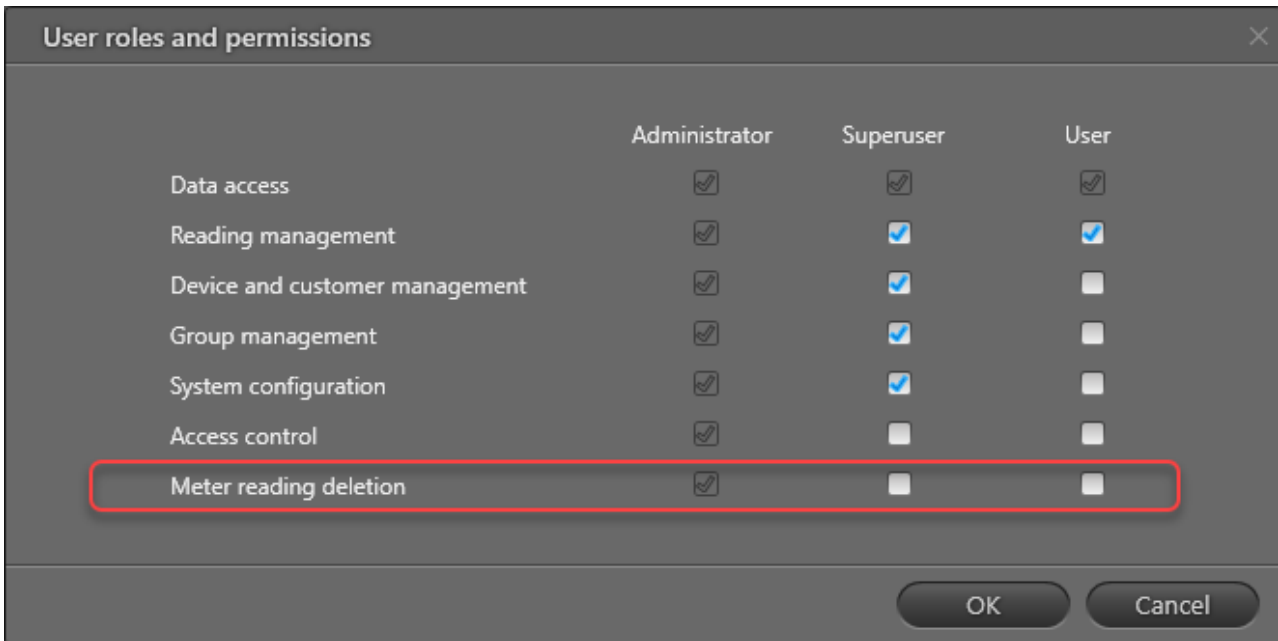 User roles and permissions
Administrator Superuser User
Data access
Reading management
Device and customer management
Group management
System configuration
Access control
Meter reading deletion
OK Cancel